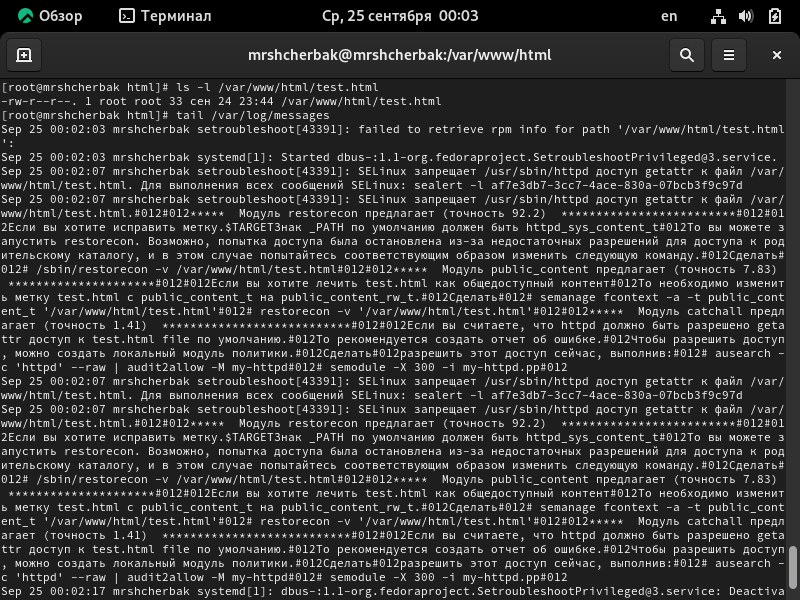 Обзор Терминал Ср, 25 сентября 00:03 en
mrshcherbak@mrshcherbak:/var/www/html
[root@mrshcherbak html]# ls -l /var/www/html/test.html
-rw-r--r--. 1 root root 33 сен 24 23:44 /var/www/html/test.html
[root@mrshcherbak html]# tail /var/log/messages
Sep 25 00:02:03 mrshcherbak setroubleshoot[43391]: failed to retrieve rpm info for path '/var/www/html/test.html
':
Sep 25 00:02:03 mrshcherbak systemd[1]: Started dbus-:1.1-org.fedoraproject.SetroubleshootPrivileged@3.service.
Sep 25 00:02:07 mrshcherbak setroubleshoot[43391]: SELinux запрещает /usr/sbin/httpd доступ getattr к файл /var/
www/html/test.html. Для выполнения всех сообщений SELinux: sealert -l af7e3db7-3cc7-4ace-830a-07bcb3f9c97d
Sep 25 00:02:07 mrshcherbak setroubleshoot[43391]: SELinux запрещает /usr/sbin/httpd доступ getattr к файл /var/
www/html/test.html.#012#012***** Модуль restorecon предлагает (точность 92.2) *************************#012#01
2Если вы хотите исправить метку.$TARGETЗнак _PATH по умолчанию должен быть httpd_sys_content_t#012То вы можете з
апустить restorecon. Возможно, попытка доступа была остановлена из-за недостаточных разрешений для доступа к род
ительскому каталогу, и в этом случае попытайтесь соответствующим образом изменить следующую команду.#012Сделать#
012# /sbin/restorecon -v /var/www/html/test.html#012#012***** Модуль public_content предлагает (точность 7.83)
*********************#012#012Если вы хотите лечить test.html как общедоступный контент#012То необходимо изменит
ь метку test.html с public_content_t на public_content_rw_t.#012Сделать#012# semanage fcontext -a -t public_cont
ent_t '/var/www/html/test.html'#012# restorecon -v '/var/www/html/test.html'#012#012***** Модуль catchall предл
агает (точность 1.41) ***************************#012#012Если вы считаете, что httpd должно быть разрешено geta
ttr доступ к test.html file по умолчанию.#012То рекомендуется создать отчет об ошибке.#012Чтобы разрешить доступ
, можно создать локальный модуль политики.#012Сделать#012разрешить этот доступ сейчас, выполнив:#012# ausearch -
c 'httpd' --raw | audit2allow -M my-httpd#012# semodule -X 300 -i my-httpd.pp#012
Sep 25 00:02:07 mrshcherbak setroubleshoot[43391]: SELinux запрещает /usr/sbin/httpd доступ getattr к файл /var/
www/html/test.html. Для выполнения всех сообщений SELinux: sealert -l af7e3db7-3cc7-4ace-830a-07bcb3f9c97d
Sep 25 00:02:07 mrshcherbak setroubleshoot[43391]: SELinux запрещает /usr/sbin/httpd доступ getattr к файл /var/
www/html/test.html.#012#012***** Модуль restorecon предлагает (точность 92.2) *************************#012#01
2Если вы хотите исправить метку.$TARGETЗнак _PATH по умолчанию должен быть httpd_sys_content_t#012То вы можете з
апустить restorecon. Возможно, попытка доступа была остановлена из-за недостаточных разрешений для доступа к род
ительскому каталогу, и в этом случае попытайтесь соответствующим образом изменить следующую команду.#012Сделать#
012# /sbin/restorecon -v /var/www/html/test.html#012#012***** Модуль public_content предлагает (точность 7.83)
*********************#012#012Если вы хотите лечить test.html как общедоступный контент#012То необходимо изменит
ь метку test.html с public_content_t на public_content_rw_t.#012Сделать#012# semanage fcontext -a -t public_cont
ent_t '/var/www/html/test.html'#012# restorecon -v '/var/www/html/test.html'#012#012***** Модуль catchall предл
агает (точность 1.41) ***************************#012#012Если вы считаете, что httpd должно быть разрешено geta
ttr доступ к test.html file по умолчанию.#012То рекомендуется создать отчет об ошибке.#012Чтобы разрешить доступ
, можно создать локальный модуль политики.#012Сделать#012разрешить этот доступ сейчас, выполнив:#012# ausearch -
c 'httpd' --raw | audit2allow -M my-httpd#012# semodule -X 300 -i my-httpd.pp#012
Sep 25 00:02:17 mrshcherbak systemd[1]: dbus-:1.1-org.fedoraproject.SetroubleshootPrivileged@3.service: Deactiva